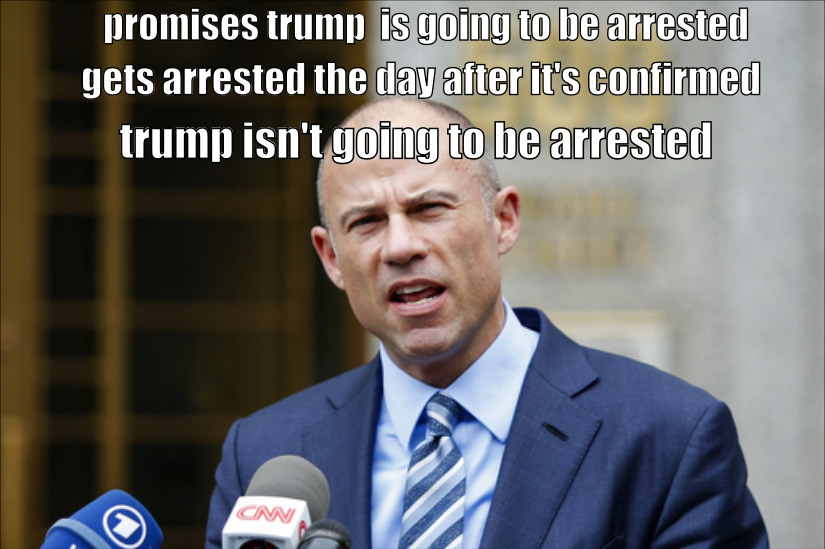 promises trump is going to be arrested
gets arrested the day after it's confirmed
trump isn't going to be arrested
CNN
1